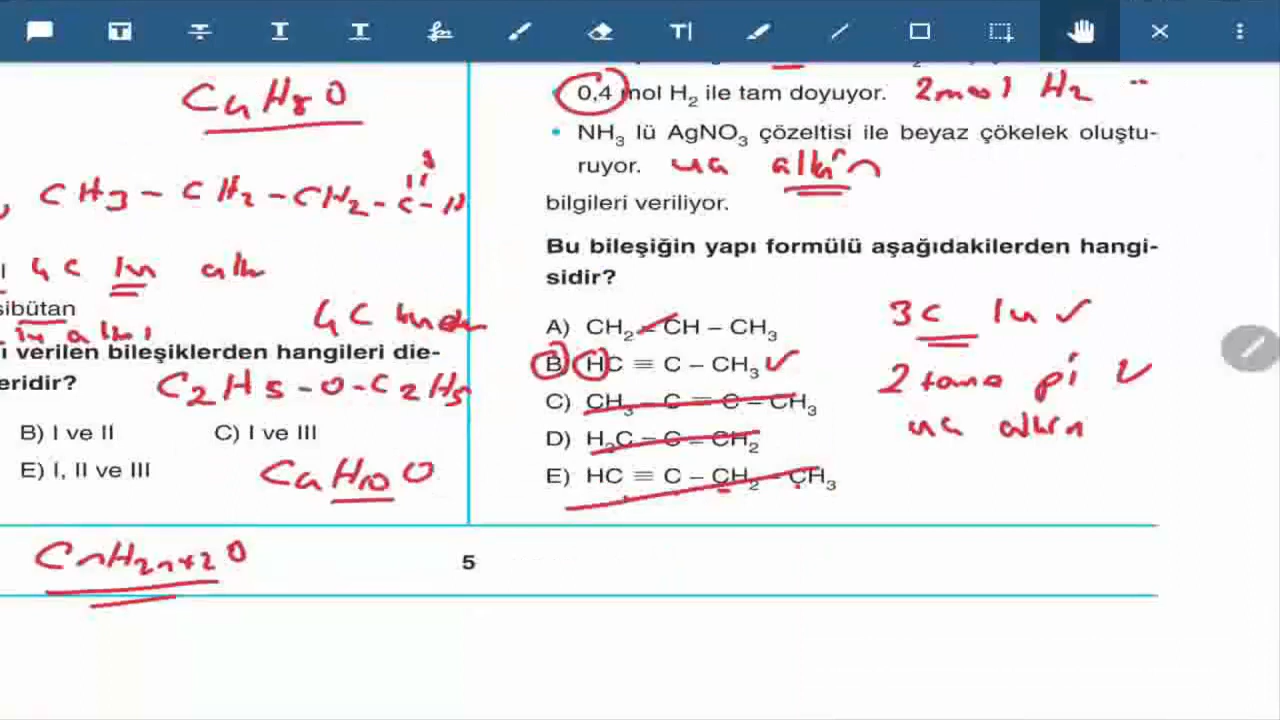 C4H8O
CH3 – CH2 – CH2 – C – H
4C lu alk
sibütan
4C
ı verilen bileşiklerden hangileri die-
eridir?
C2H5 – O – C2H5
B) I ve II C) I ve III
E) I, II ve III
C4H10O
CnH2n+2O
5
0,4 mol H2 ile tam doyuyor. 2 mol H2
• NH3 lü AgNO3 çözeltisi ile beyaz çökelek oluştu-
ruyor. uç alkin
bilgileri veriliyor.
Bu bileşiğin yapı formülü aşağıdakilerden hangi-
sidir?
A) CH2 = CH – CH3
B) HC ≡ C – CH3
C) CH3 – C ≡ C – CH3
D) H2C = C = CH2
E) HC ≡ C – CH2 – CH3
3C lu
2 tane pi
uç alkin